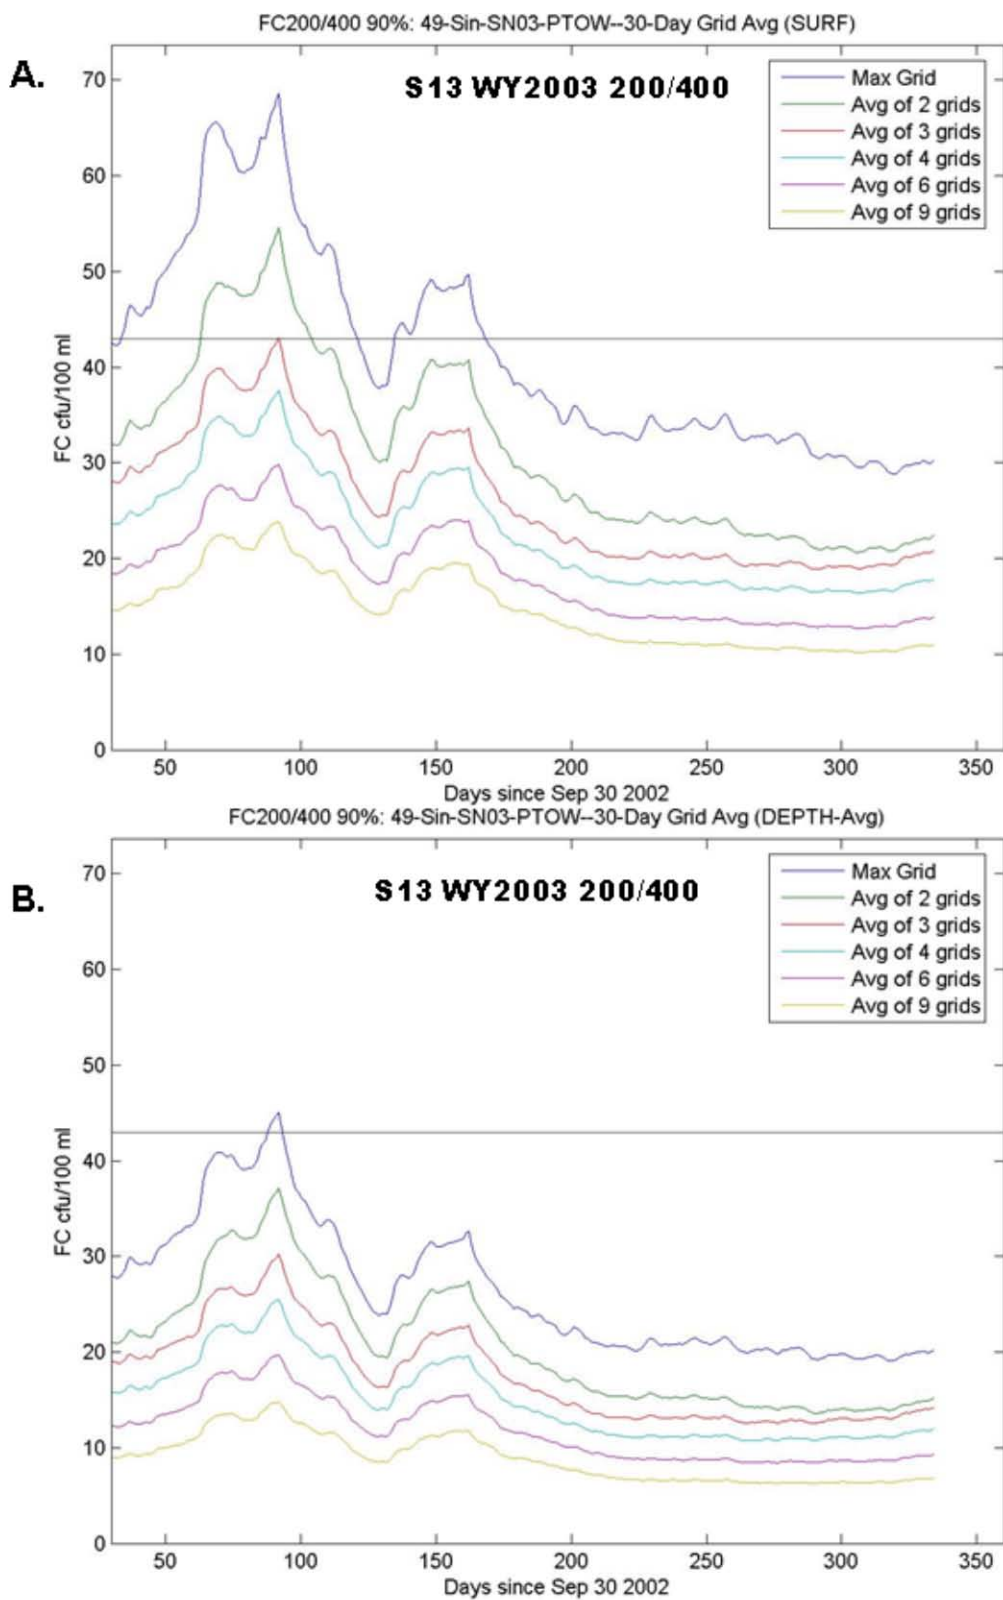 FC200/400 90%: 49-Sin-SN03-PTOW--30-Day Grid Avg (SURF)
A.
S13 WY2003 200/400
Max Grid
Avg of 2 grids
Avg of 3 grids
Avg of 4 grids
Avg of 6 grids
Avg of 9 grids
FC cfu/100 ml
70
60
50
40
30
20
10
0
50 100 150 200 250 300 350
Days since Sep 30 2002
FC200/400 90%: 49-Sin-SN03-PTOW--30-Day Grid Avg (DEPTH-Avg)
B.
S13 WY2003 200/400
Max Grid
Avg of 2 grids
Avg of 3 grids
Avg of 4 grids
Avg of 6 grids
Avg of 9 grids
FC cfu/100 ml
70
60
50
40
30
20
10
0
50 100 150 200 250 300 350
Days since Sep 30 2002